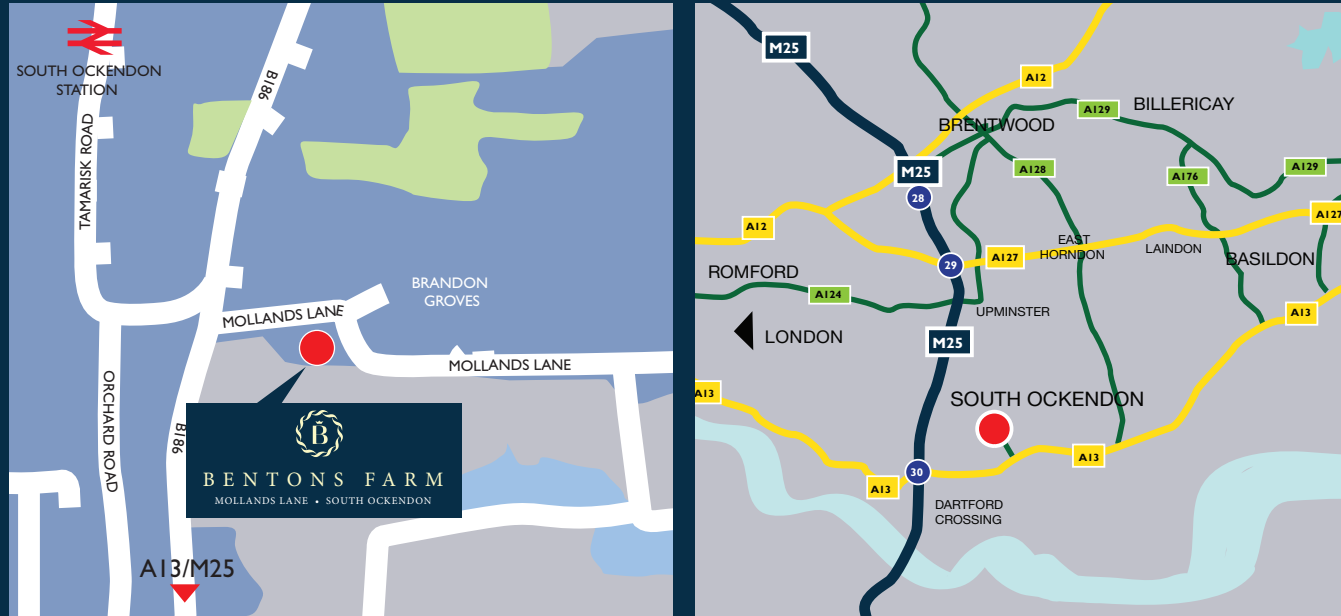 SOUTH OCKENDON
STATION
B186
TAMARISK ROAD
BRANDON
GROVES
MOLLANDS LANE
MOLLANDS LANE
ORCHARD ROAD
B186
B
BENTONS FARM
MOLLANDS LANE • SOUTH OCKENDON
A13/M25
M25
A12
A129
BILLERICAY
BRENTWOOD
M25
28
A128
A176
A129
A12
A127
EAST
HORNDON
LAINDON
A127
29
BASILDON
ROMFORD
A124
UPMINSTER
A13
LONDON
M25
A13
SOUTH OCKENDON
A13
30
A13
DARTFORD
CROSSING